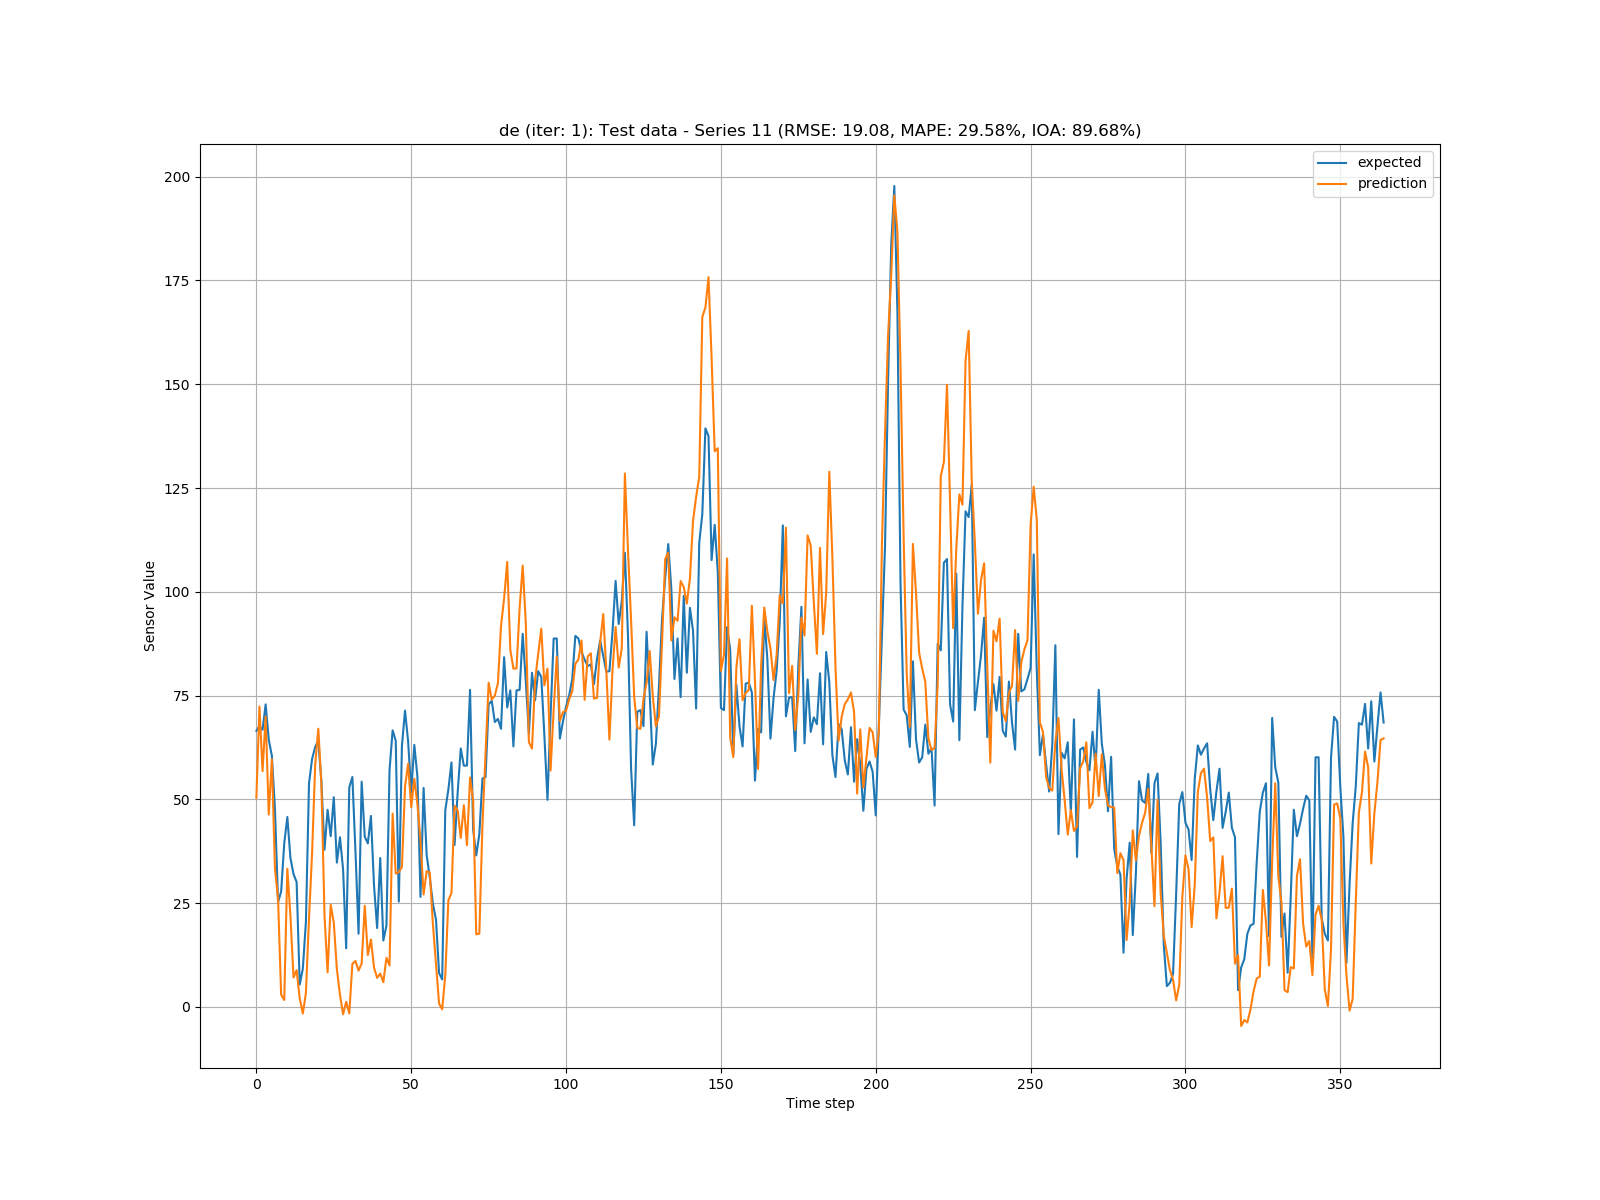 de (iter: 1): Test data - Series 11 (RMSE: 19.08, MAPE: 29.58%, IOA: 89.68%)
expected
prediction
200
175
150
125
100
75
50
25
0
Sensor Value
0 50 100 150 200 250 300 350
Time step